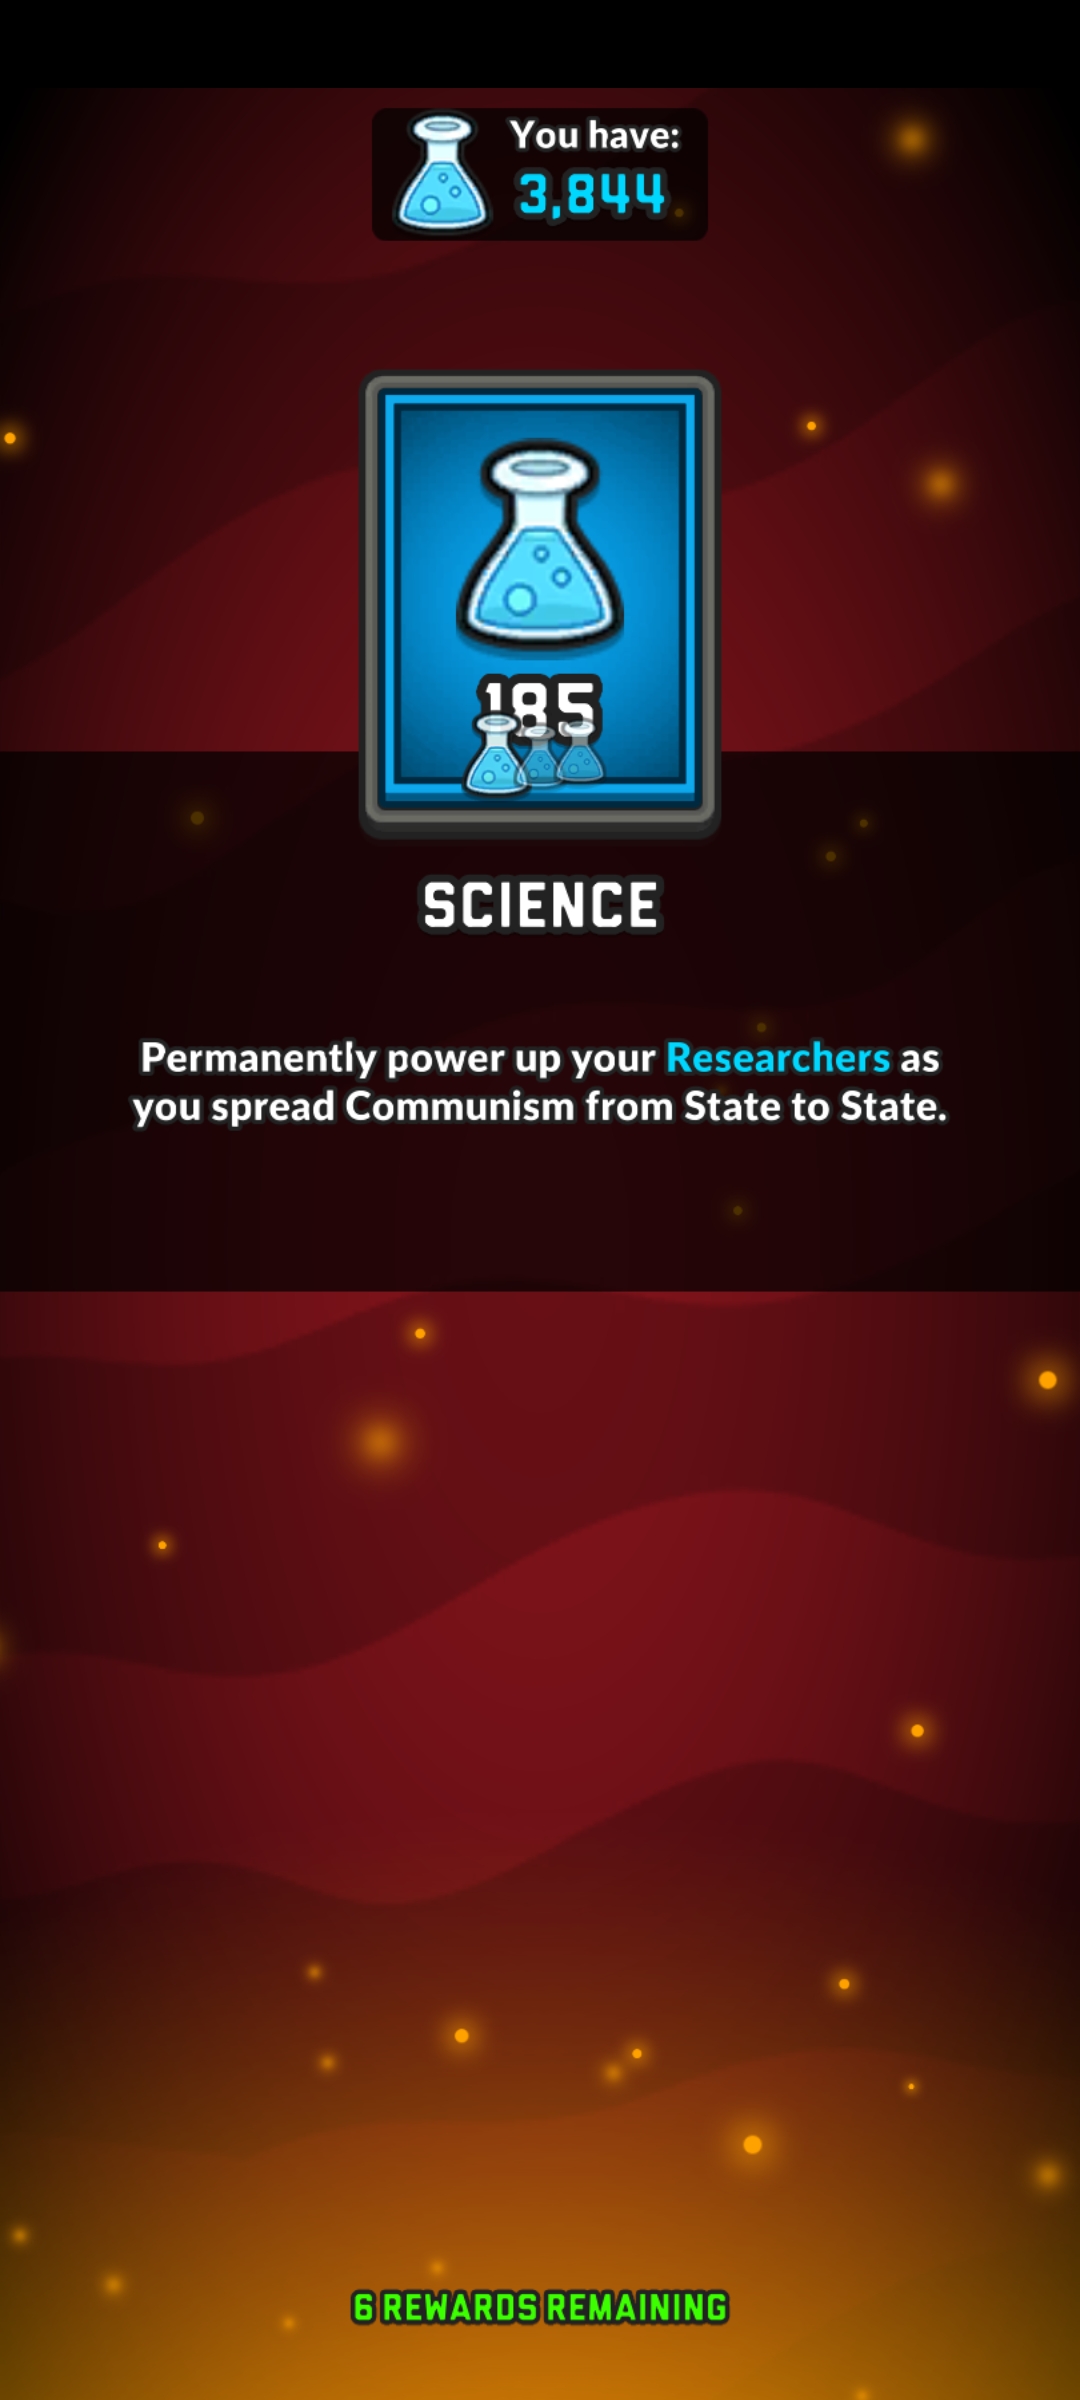 You have:
3,844
185
SCIENCE
Permanently power up your Researchers as
you spread Communism from State to State.
6 REWARDS REMAINING